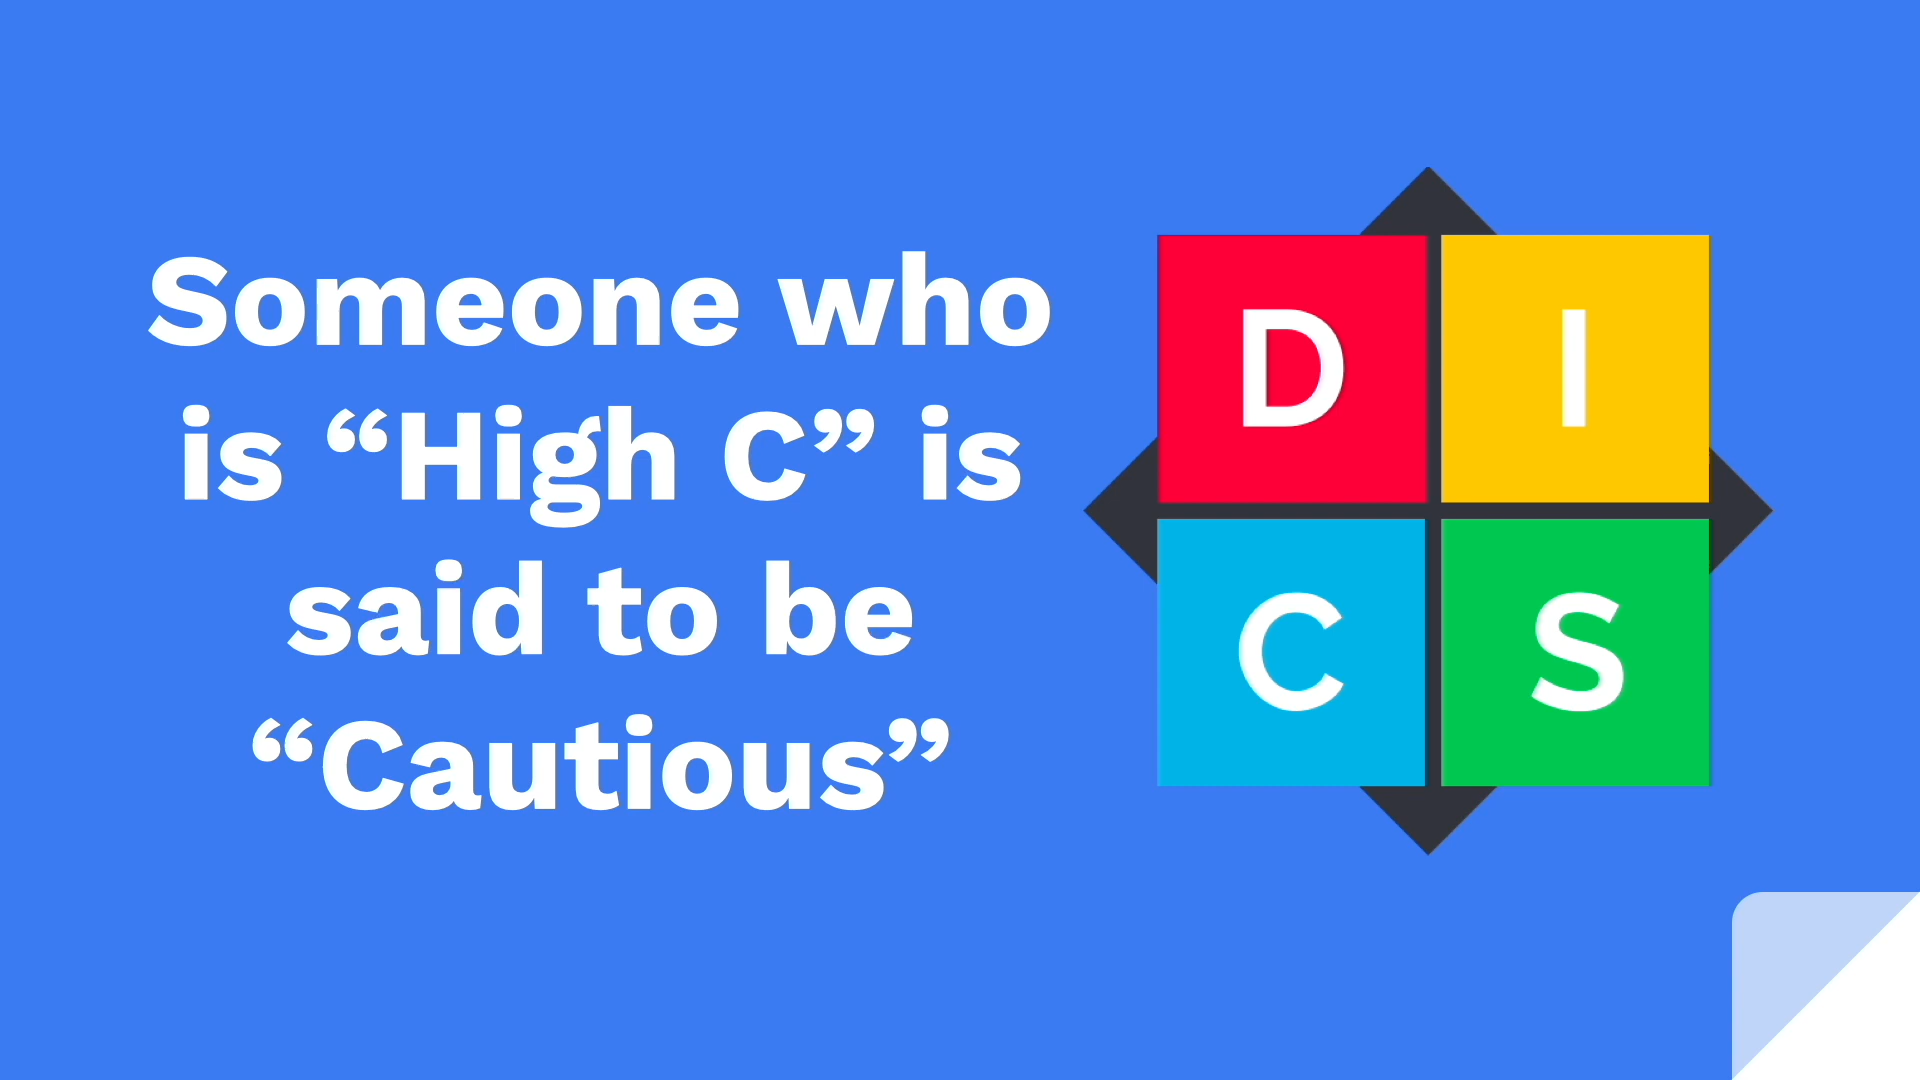 Someone who
is “High C” is
said to be
“Cautious”
D I
C S